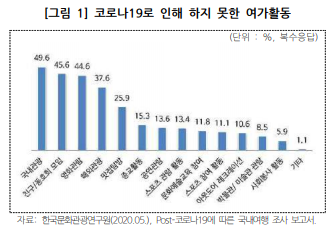 [그림 1] 코로나19로 인해 하지 못한 여가활동
(단위 : %, 복수응답)
49.6
45.6
44.6
37.6
25.9
15.3
13.6
13.4
11.8
11.1
10.6
8.5
5.9
1.1
국내관광
친구/동호회 모임
영화관람
해외관광
맛집탐방
종교활동
공연관람
스포츠 관람 활동
문화예술교육 참여
스포츠 참여 활동
아웃도어 레크레이션
박물관/ 미술관 관람
사회봉사 활동
기타
자료: 한국문화관광연구원(2020.05.), Post-코로나19에 따른 국내여행 조사 보고서.